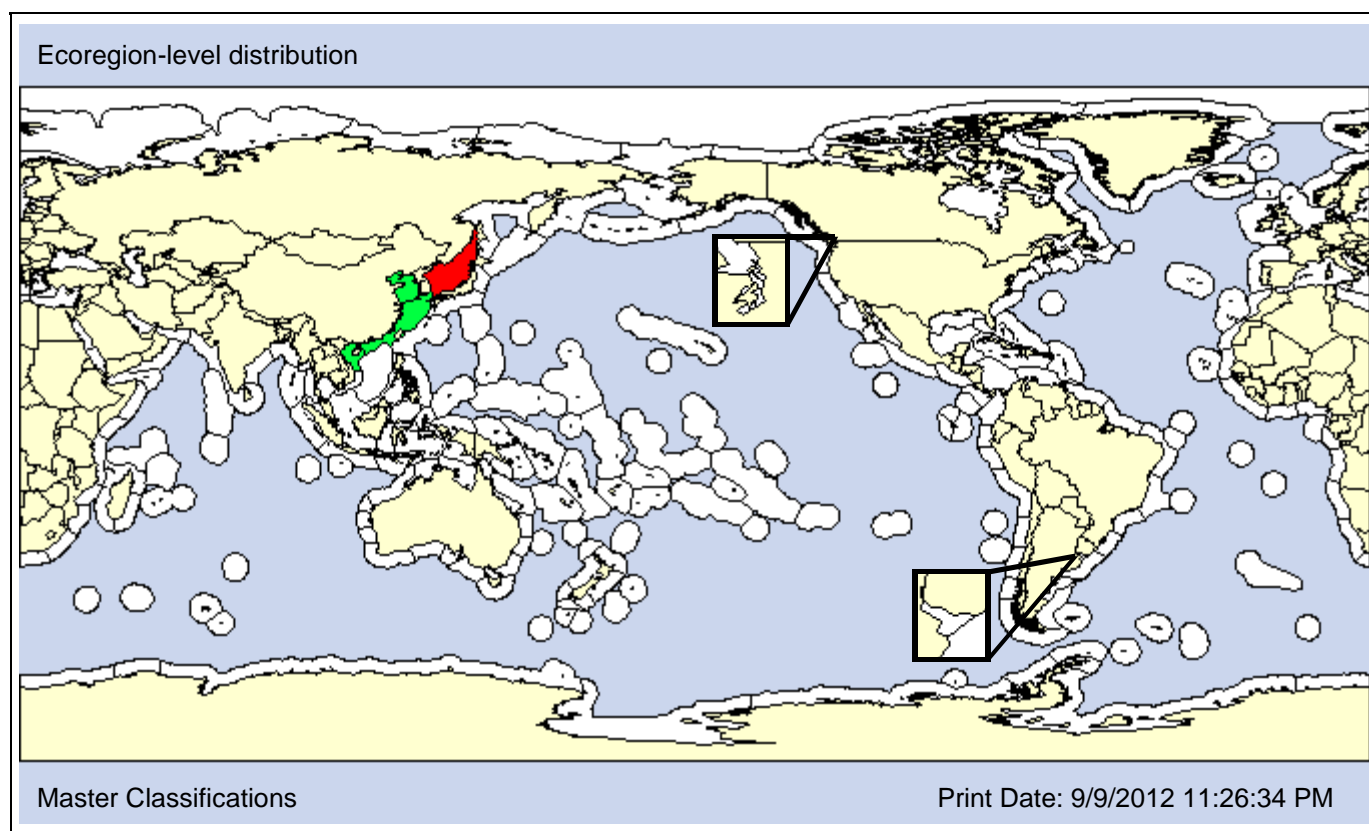 Ecoregion-level distribution
Master Classifications
Print Date: 9/9/2012 11:26:34 PM